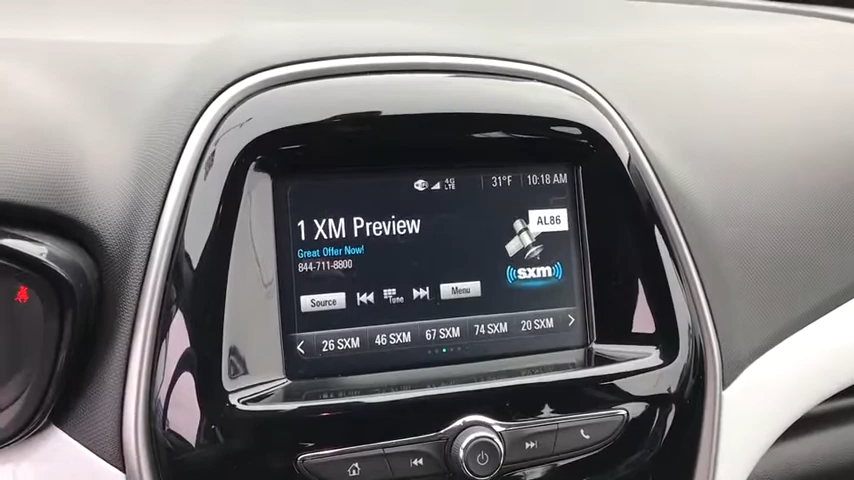 4G LTE 31°F 10:18 AM
1 XM Preview
AL86
Great Offer Now!
844-711-8800
sxm
Source Tune Menu
26 SXM 46 SXM 67 SXM 74 SXM 20 SXM